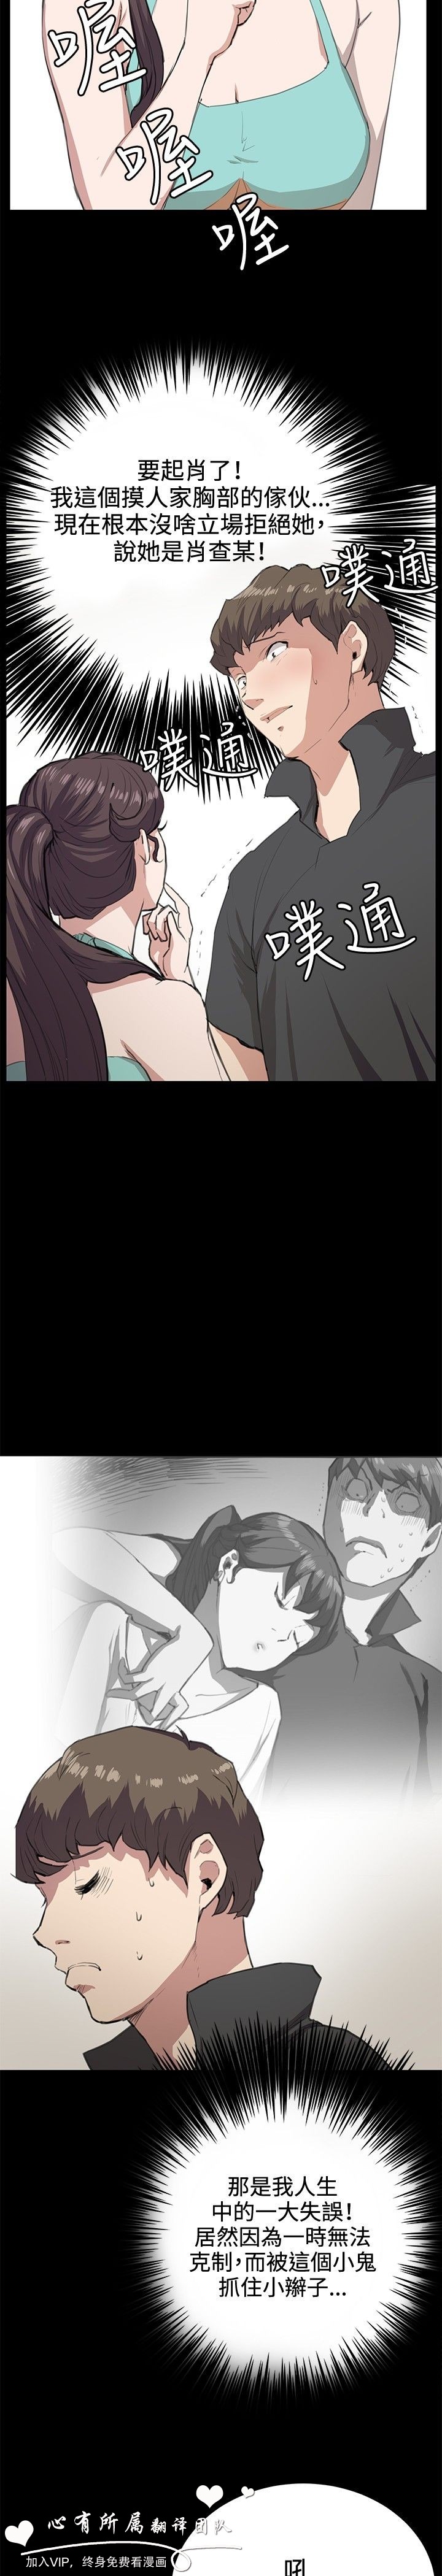 喔
喔
喔
要起肖了!
我這個摸人家胸部的傢伙...
現在根本沒啥立場拒絕她,
說她是肖查某!
噗通
噗通
噗通
那是我人生
中的一大失誤!
居然因為一時無法
克制,而被這個小鬼
抓住小辮子...
心有所属翻译团队
加入VIP,终身免费看漫画
吼